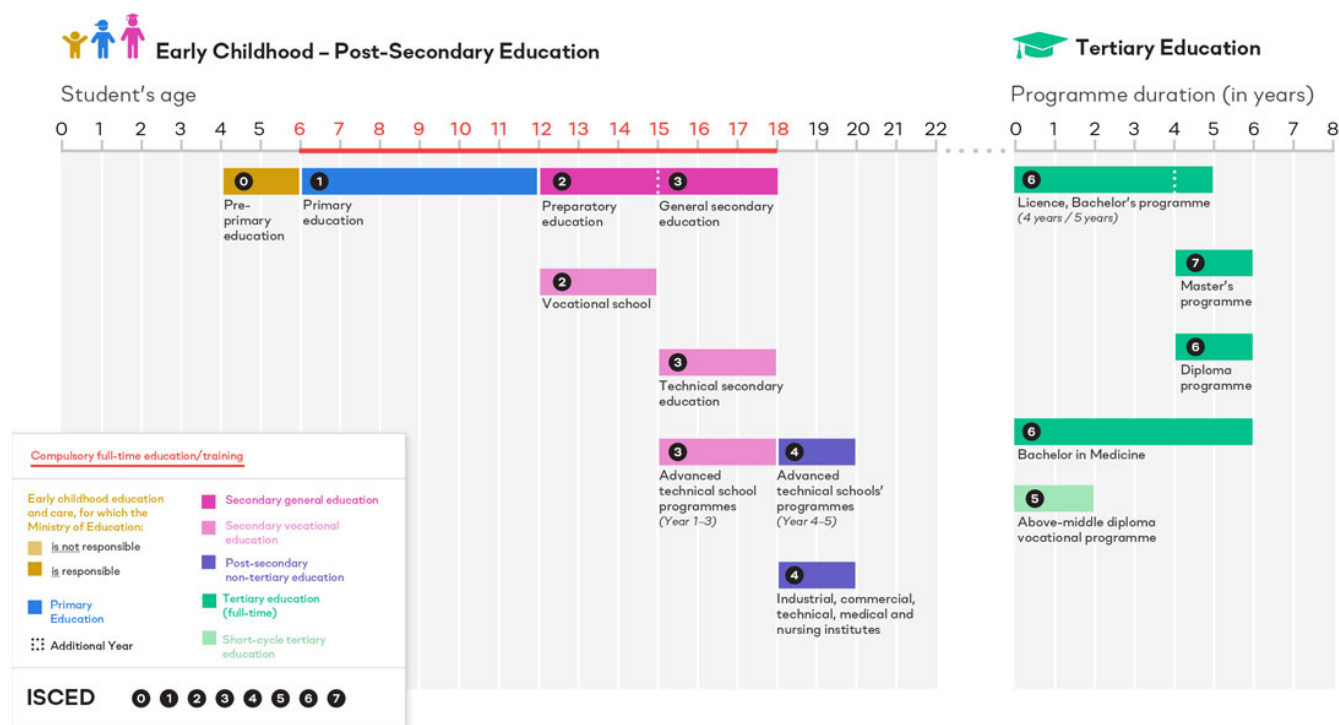 Early Childhood – Post-Secondary Education
Student's age
0 1 2 3 4 5 6 7 8 9 10 11 12 13 14 15 16 17 18 19 20 21 22
0
Pre-
primary
education
1
Primary
education
2
Preparatory
education
3
General secondary
education
2
Vocational school
3
Technical secondary
education
3
Advanced
technical school
programmes
(Year 1–3)
4
Advanced
technical schools'
programmes
(Year 4–5)
4
Industrial, commercial,
technical, medical and
nursing institutes
Tertiary Education
Programme duration (in years)
0 1 2 3 4 5 6 7 8
6
Licence, Bachelor's programme
(4 years / 5 years)
7
Master's
programme
6
Diploma
programme
6
Bachelor in Medicine
5
Above-middle diploma
vocational programme
Compulsory full-time education/training
Early childhood education
and care, for which the
Ministry of Education:
is not responsible
is responsible
Primary
Education
Additional Year
Secondary general education
Secondary vocational
education
Post-secondary
non-tertiary education
Tertiary education
(full-time)
Short-cycle tertiary
education
ISCED 0 1 2 3 4 5 6 7